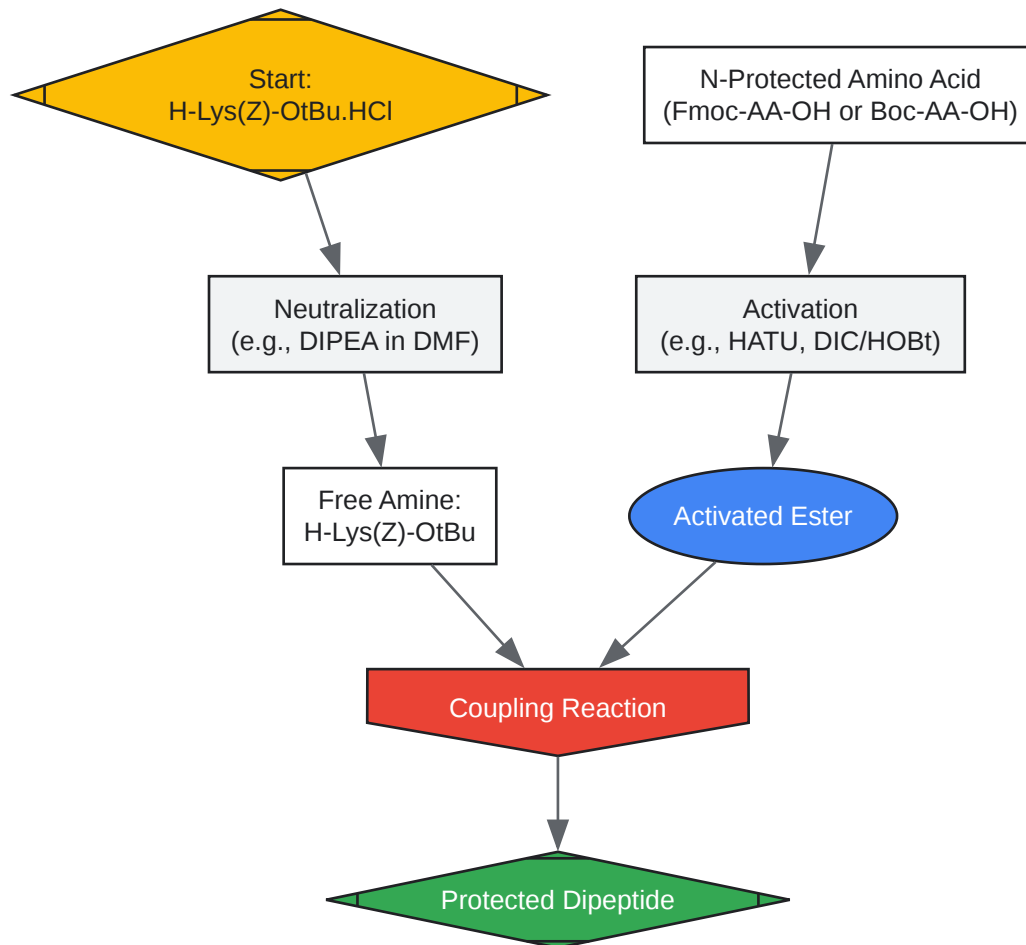 Start:
H-Lys(Z)-OtBu.HCl
N-Protected Amino Acid
(Fmoc-AA-OH or Boc-AA-OH)
Neutralization
(e.g., DIPEA in DMF)
Activation
(e.g., HATU, DIC/HOBt)
Free Amine:
H-Lys(Z)-OtBu
Activated Ester
Coupling Reaction
Protected Dipeptide